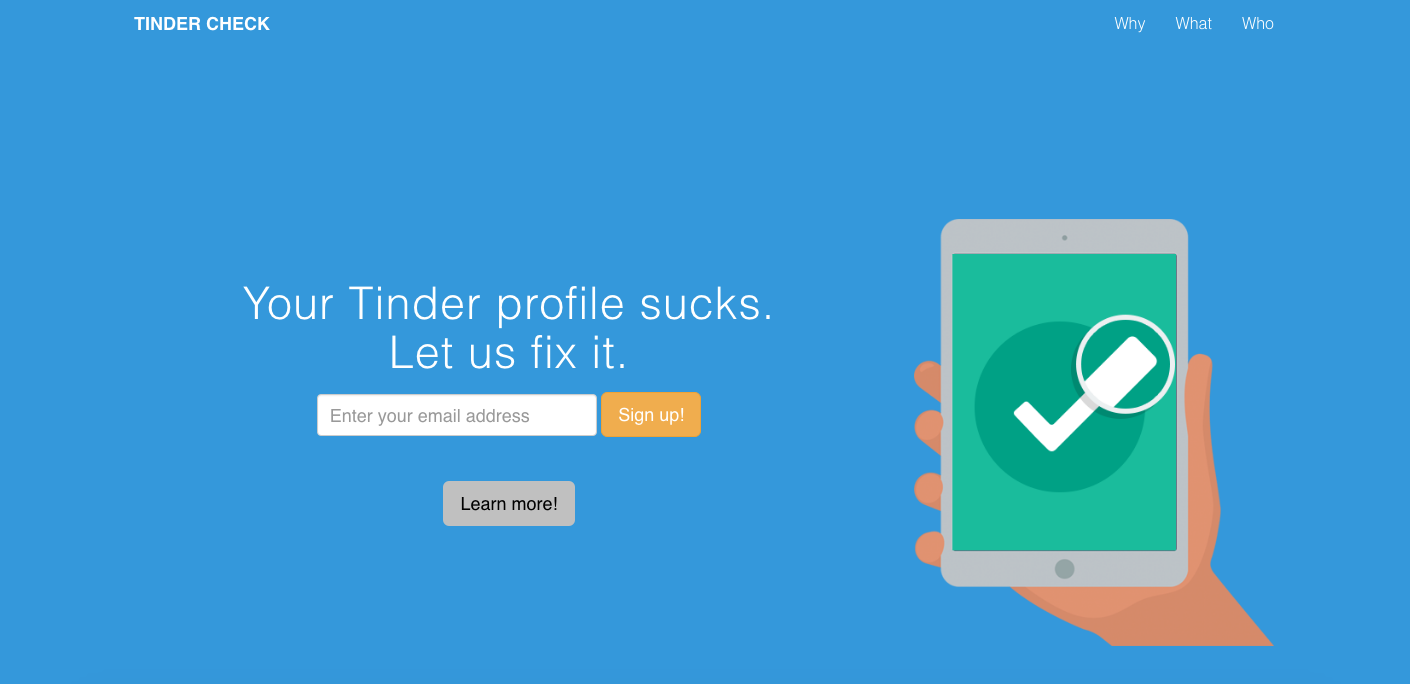 TINDER CHECK
Why
What
Who
Your Tinder profile sucks.
Let us fix it.
Enter your email address
Sign up!
Learn more!